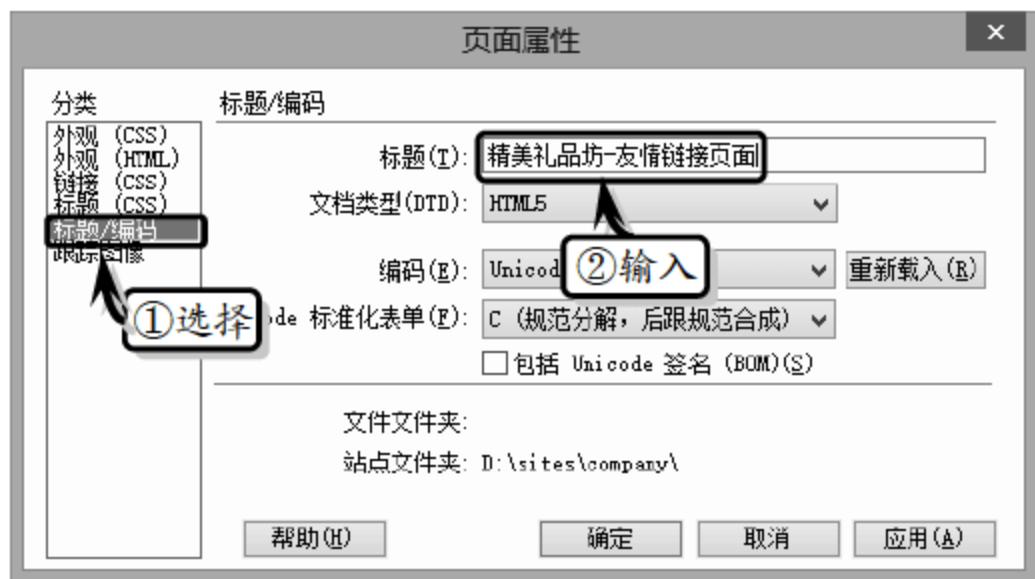 页面属性
分类
外观 (CSS)
外观 (HTML)
链接 (CSS)
标题 (CSS)
标题/编码
跟踪图像
①选择
标题/编码
标题(T): 精美礼品坊-友情链接页面
文档类型(DTD): HTML5
②输入
编码(E): Unicod 重新载入(R)
de 标准化表单(F): C (规范分解，后跟规范合成)
包括 Unicode 签名 (BOM)(S)
文件文件夹:
站点文件夹: D:\sites\company\
帮助(H) 确定 取消 应用(A)